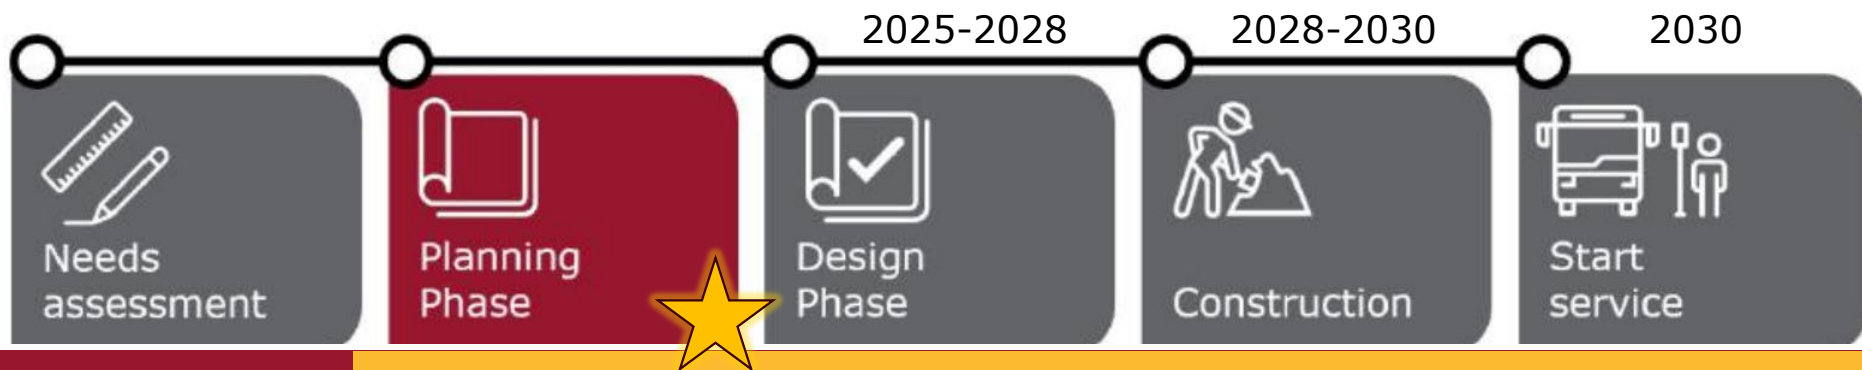 2025-2028
2028-2030
2030
Needs
assessment
Planning
Phase
Design
Phase
Construction
Start
service